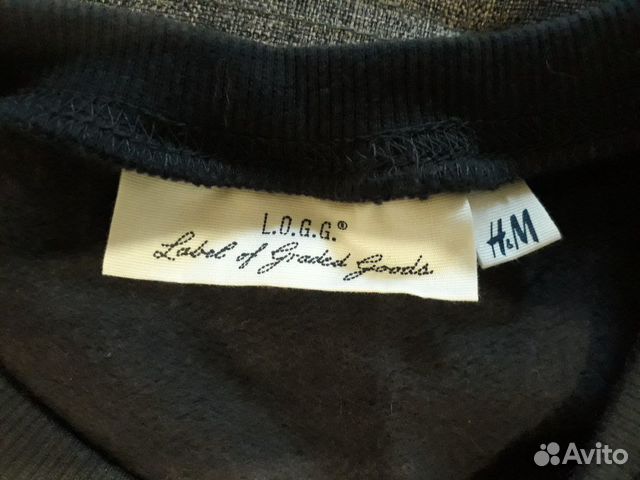 L.O.G.G.®
Label of Graded Goods.
H&M
Avito